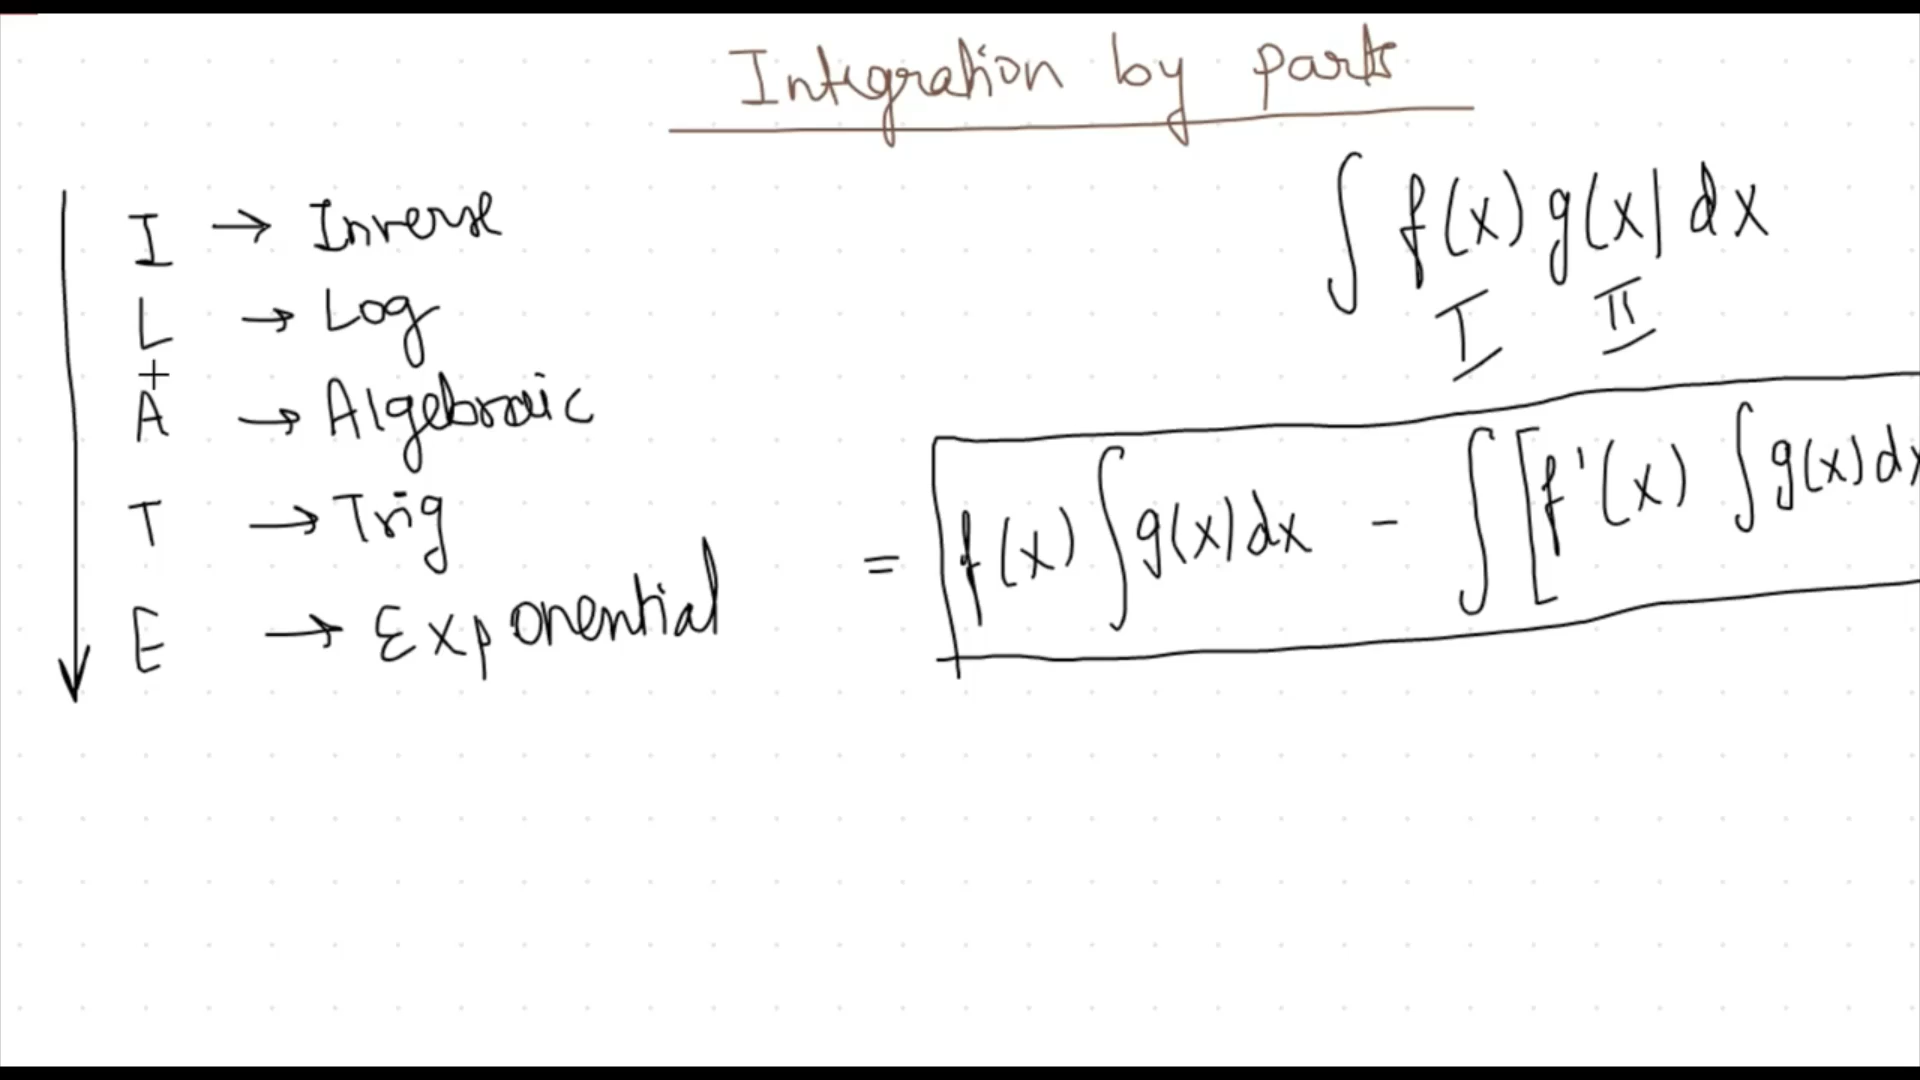 Integration by parts
I → Inverse
L → Log
+
A → Algebraic
T → Trig
E → Exponential
∫ f(x) g(x) dx
I II
= f(x) ∫ g(x) dx - ∫ [f'(x) ∫ g(x) dx